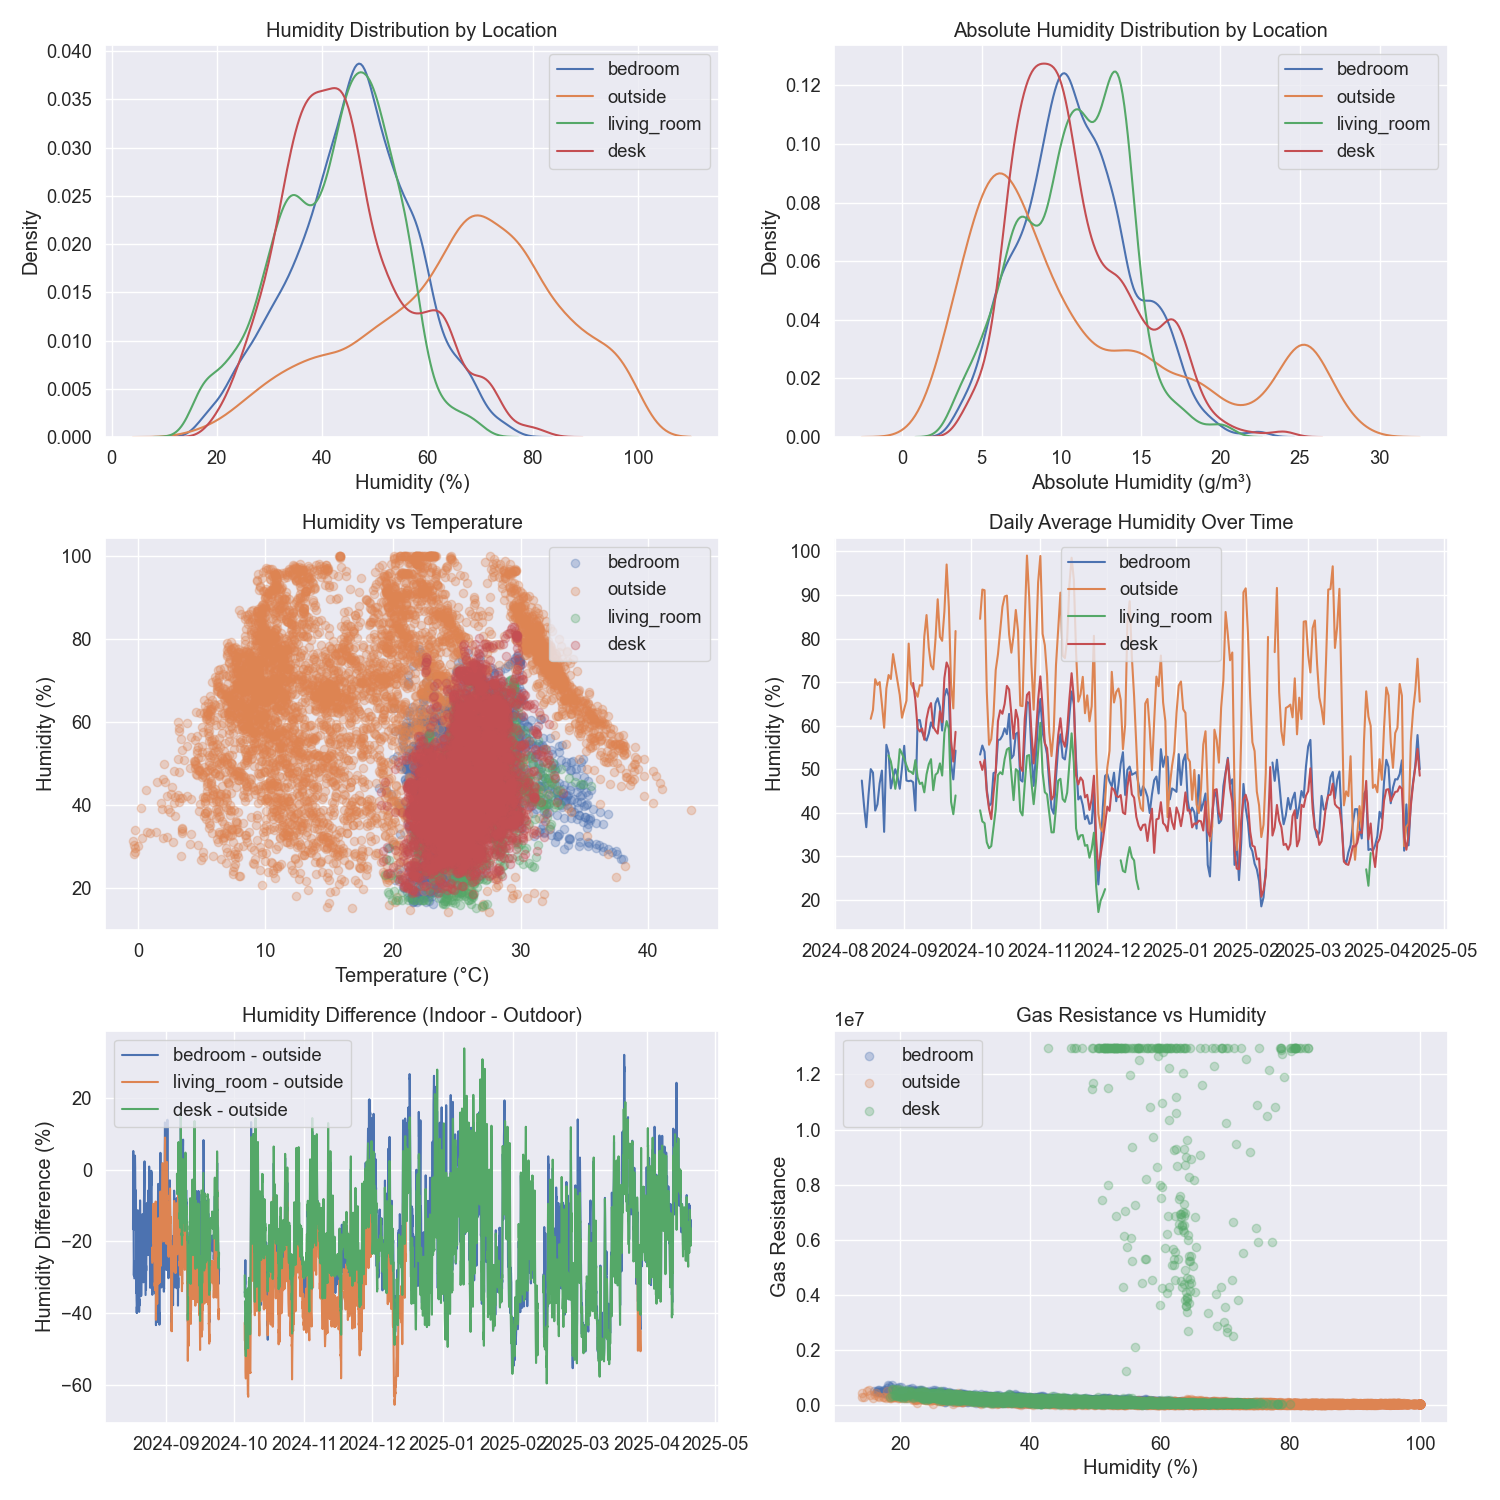 Humidity Distribution by Location
0.040
0.035
0.030
0.025
0.020
0.015
0.010
0.005
0.000
Density
0 20 40 60 80 100
Humidity (%)
bedroom
outside
living_room
desk
Absolute Humidity Distribution by Location
0.12
0.10
0.08
0.06
0.04
0.02
0.00
Density
0 5 10 15 20 25 30
Absolute Humidity (g/m³)
bedroom
outside
living_room
desk
Humidity vs Temperature
100
80
60
40
20
Humidity (%)
0 10 20 30 40
Temperature (°C)
bedroom
outside
living_room
desk
Daily Average Humidity Over Time
100
90
80
70
60
50
40
30
20
Humidity (%)
2024-08 2024-09 2024-10 2024-11 2024-12 2025-01 2025-02 2025-03 2025-04 2025-05
bedroom
outside
living_room
desk
Humidity Difference (Indoor - Outdoor)
20
0
−20
−40
−60
Humidity Difference (%)
2024-09 2024-10 2024-11 2024-12 2025-01 2025-02 2025-03 2025-04 2025-05
bedroom - outside
living_room - outside
desk - outside
Gas Resistance vs Humidity
1e7
1.2
1.0
0.8
0.6
0.4
0.2
0.0
Gas Resistance
20 40 60 80 100
Humidity (%)
bedroom
outside
desk